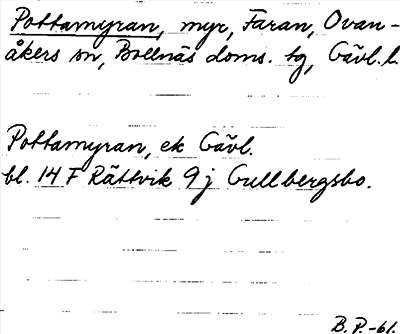 Pottamyran, myr, Faran, Ovan-
åkers sn, Bollnäs doms. tg, Gävl. l.
Pottamyran, ek Gävl.
bl. 14 F Rättvik 9 j Gullbergsbo.
B. P. -61.